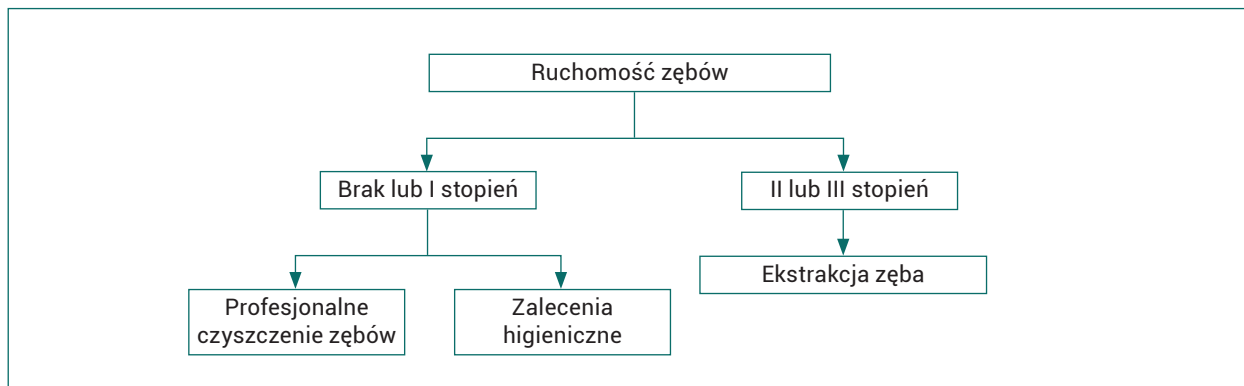 Ruchomość zębów
Brak lub I stopień
II lub III stopień
Ekstrakcja zęba
Profesjonalne
czyszczenie zębów
Zalecenia
higieniczne